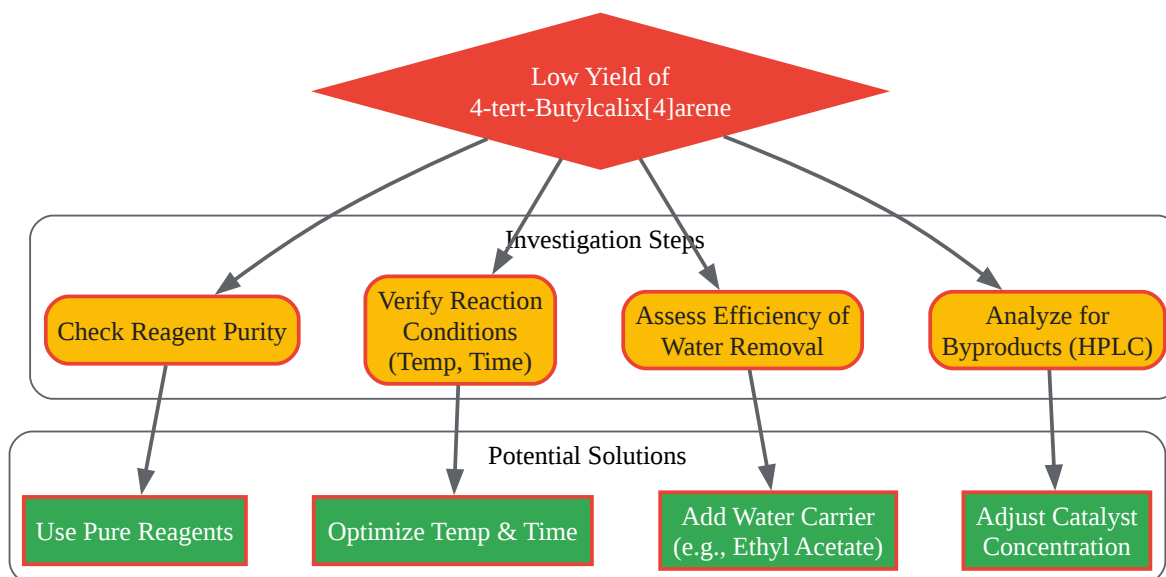 Low Yield of
4-tert-Butylcalix[4]arene
Investigation Steps
Check Reagent Purity
Verify Reaction
Conditions
(Temp, Time)
Assess Efficiency of
Water Removal
Analyze for
Byproducts (HPLC)
Potential Solutions
Use Pure Reagents
Optimize Temp & Time
Add Water Carrier
(e.g., Ethyl Acetate)
Adjust Catalyst
Concentration